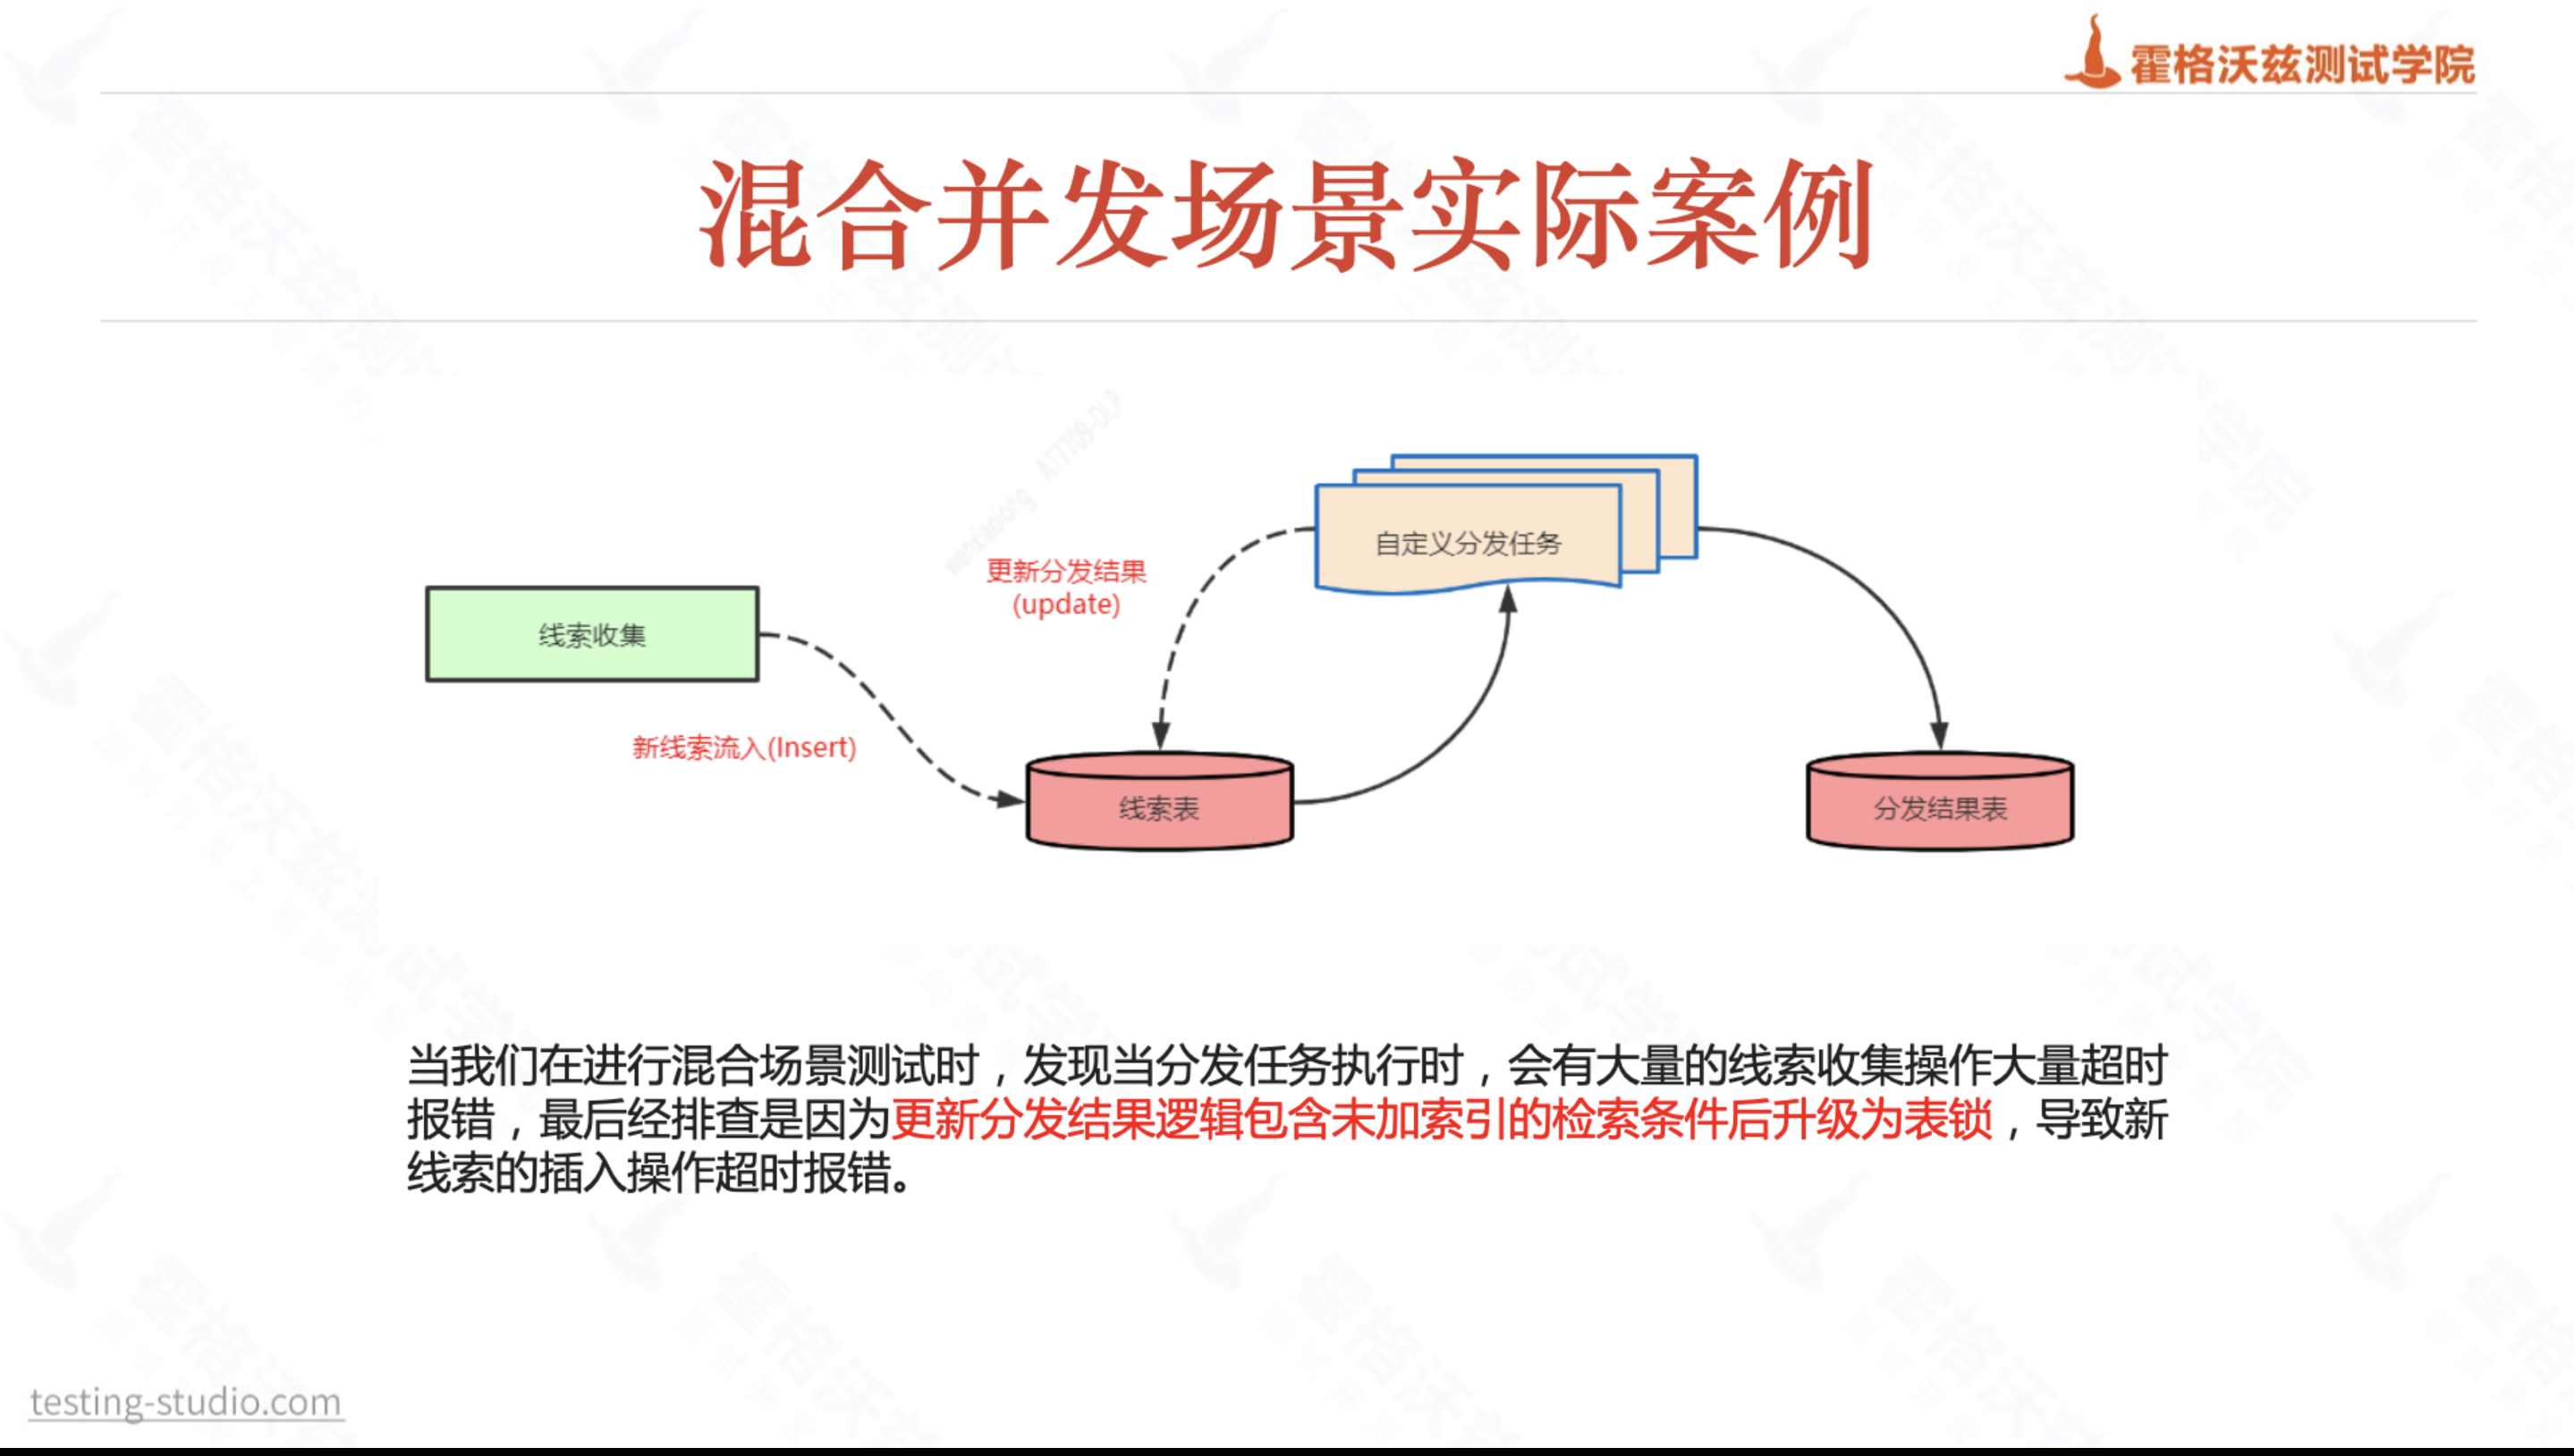 霍格沃兹测试学院
混合并发场景实际案例
wenxiaolong AT7709-DLP
自定义分发任务
更新分发结果
(update)
线索收集
新线索流入(Insert)
线索表
分发结果表
当我们在进行混合场景测试时，发现当分发任务执行时，会有大量的线索收集操作大量超时
报错，最后经排查是因为更新分发结果逻辑包含未加索引的检索条件后升级为表锁，导致新
线索的插入操作超时报错。
testing-studio.com